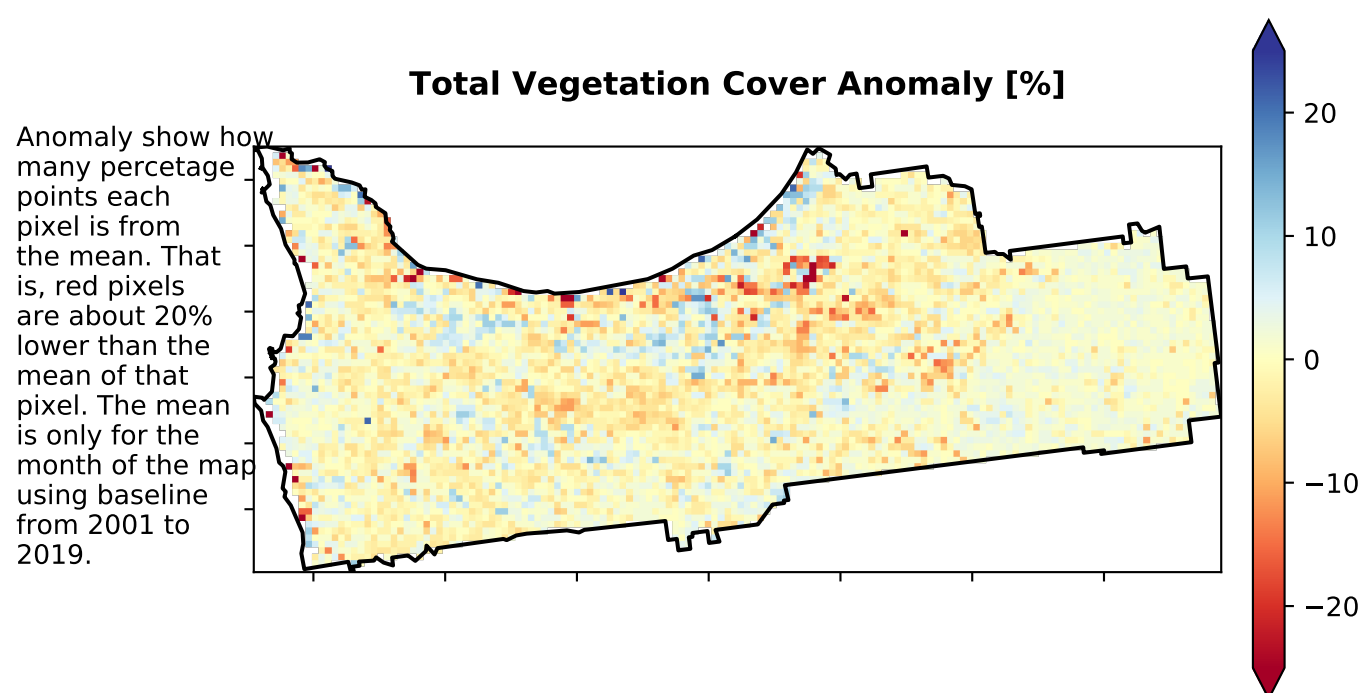 Total Vegetation Cover Anomaly [%]
Anomaly show how
many percetage
points each
pixel is from
the mean. That
is, red pixels
are about 20%
lower than the
mean of that
pixel. The mean
is only for the
month of the map
using baseline
from 2001 to
2019.
20
10
0
−10
−20